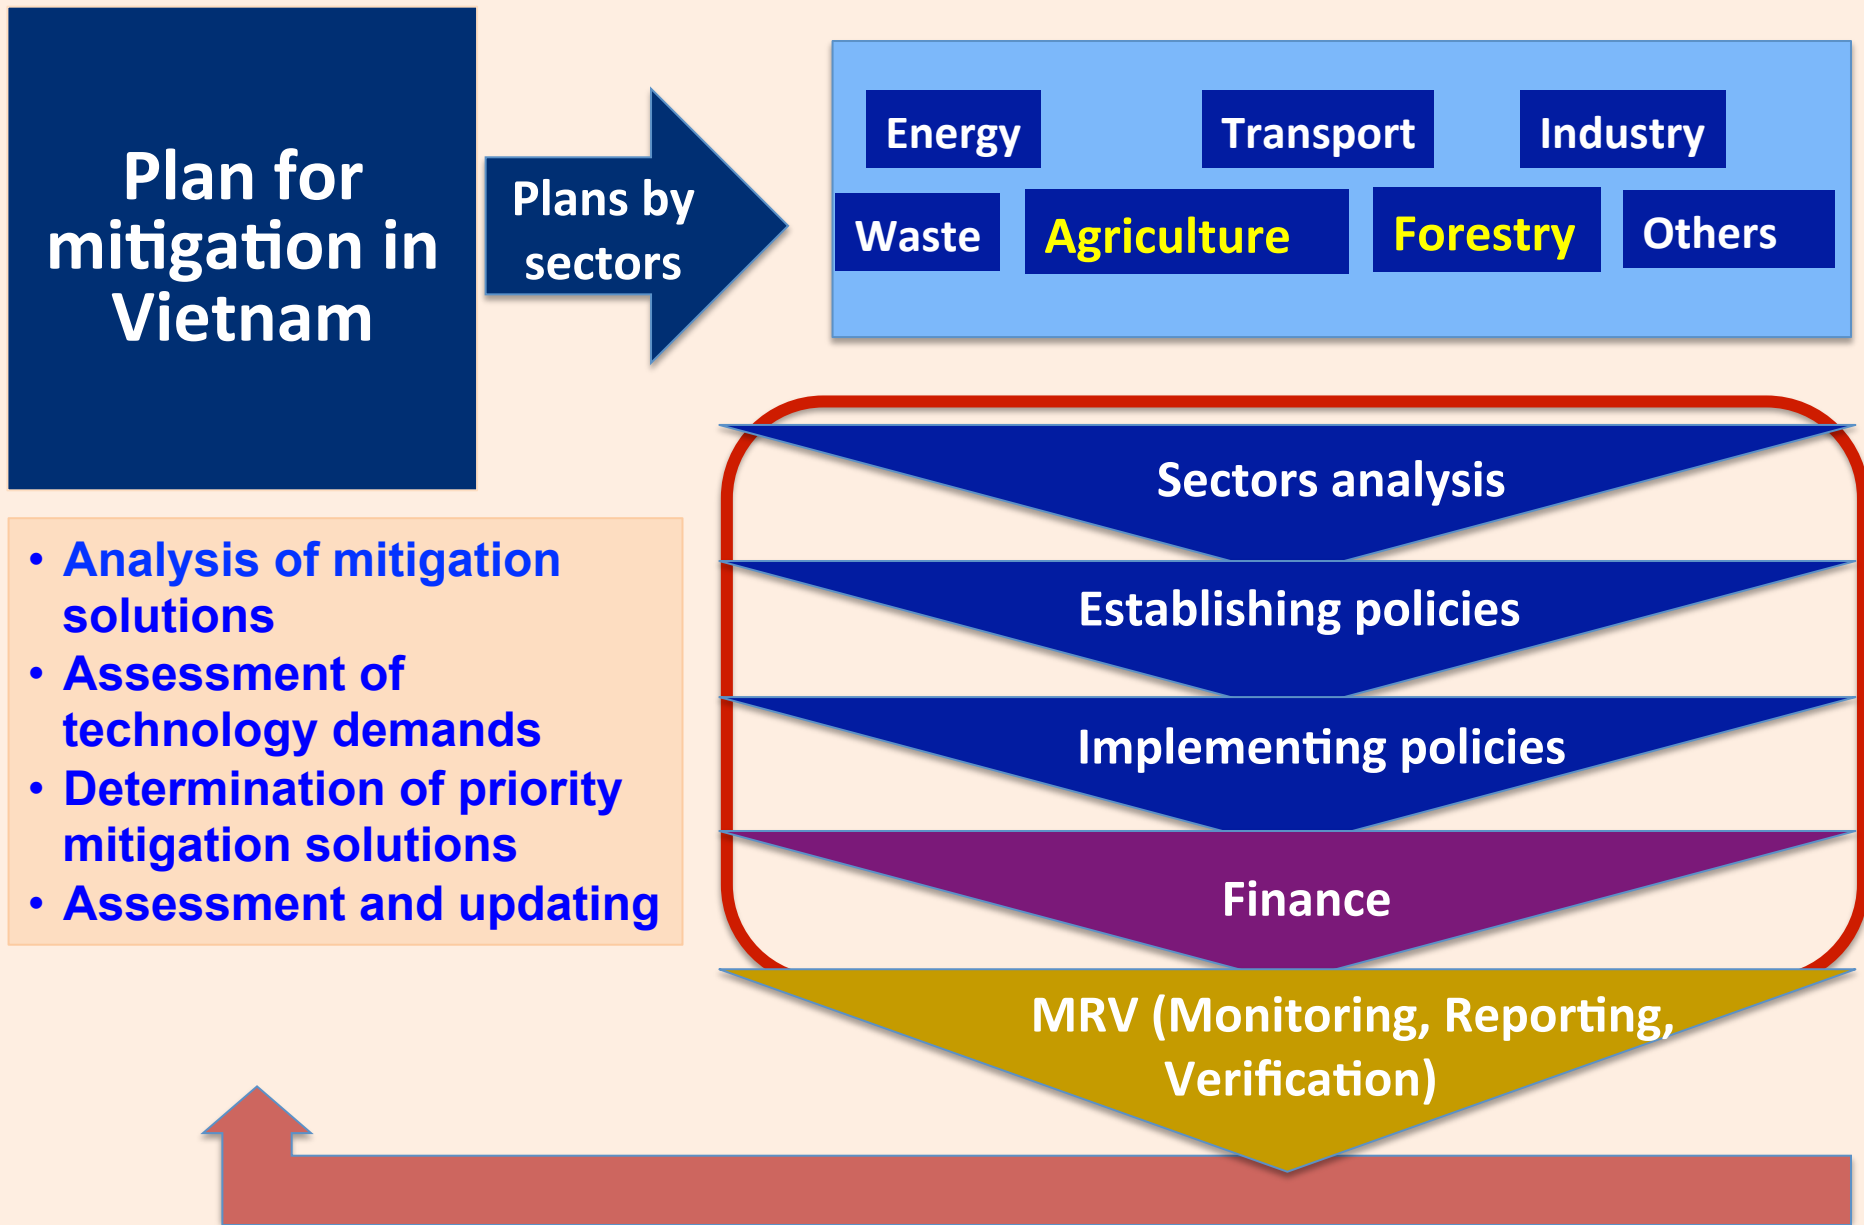 Plan for
mitigation in
Vietnam
Plans by
sectors
Energy
Transport
Industry
Waste
Agriculture
Forestry
Others
Sectors analysis
Establishing policies
Implementing policies
Finance
MRV (Monitoring, Reporting,
Verification)
• Analysis of mitigation
solutions
• Assessment of
technology demands
• Determination of priority
mitigation solutions
• Assessment and updating